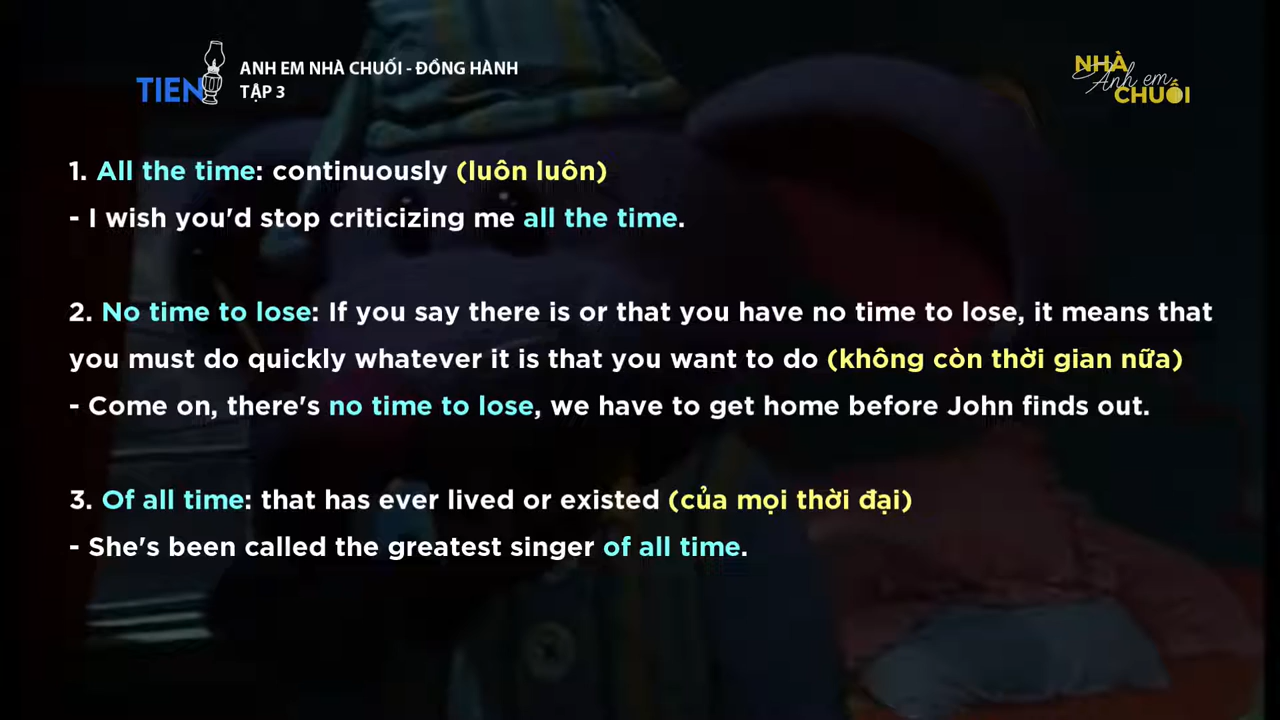 TIEN
ANH EM NHÀ CHUỐI - ĐỒNG HÀNH
TẬP 3
NHÀ
Anh em
CHUỐI
1. All the time: continuously (luôn luôn)
- I wish you'd stop criticizing me all the time.
2. No time to lose: If you say there is or that you have no time to lose, it means that
you must do quickly whatever it is that you want to do (không còn thời gian nữa)
- Come on, there's no time to lose, we have to get home before John finds out.
3. Of all time: that has ever lived or existed (của mọi thời đại)
- She's been called the greatest singer of all time.